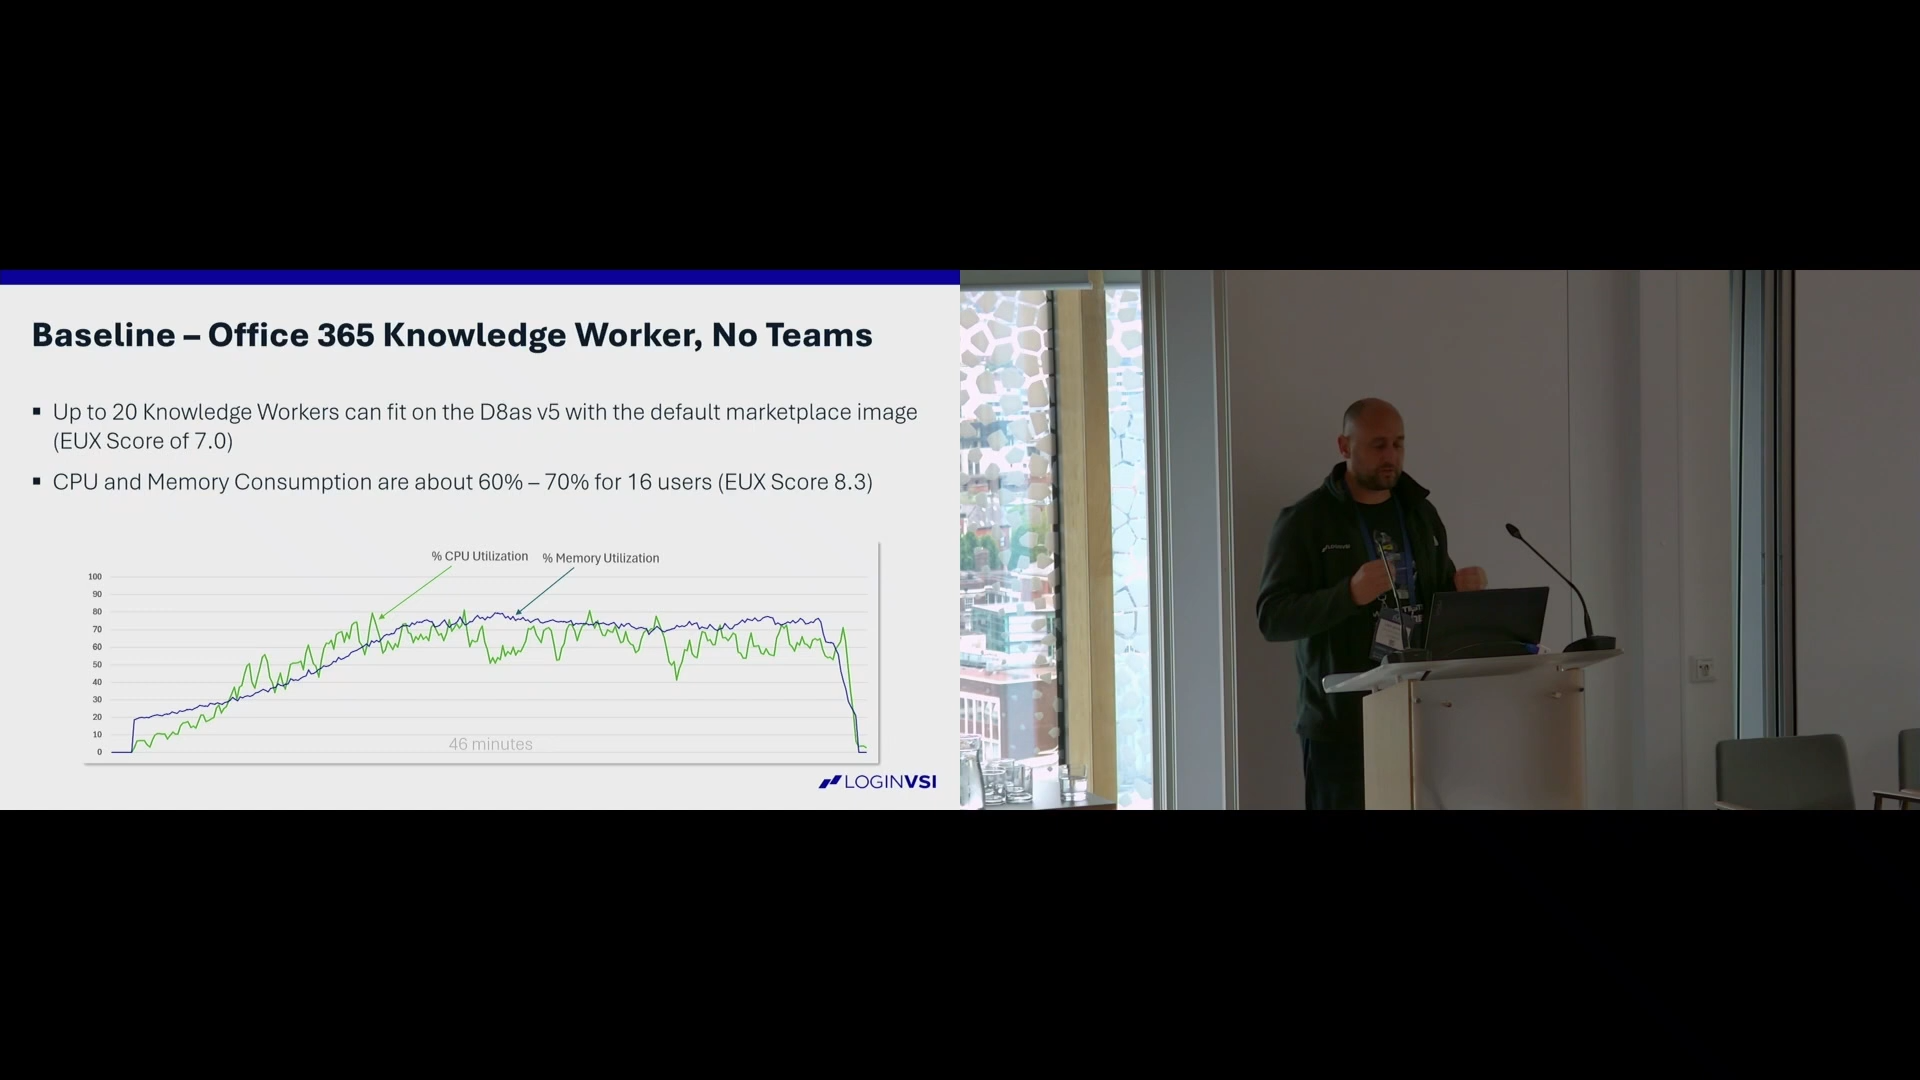 Baseline – Office 365 Knowledge Worker, No Teams
▪ Up to 20 Knowledge Workers can fit on the D8as v5 with the default marketplace image
(EUX Score of 7.0)
▪ CPU and Memory Consumption are about 60% – 70% for 16 users (EUX Score 8.3)
% CPU Utilization % Memory Utilization
100
90
80
70
60
50
40
30
20
10
0
46 minutes
LOGINVSI